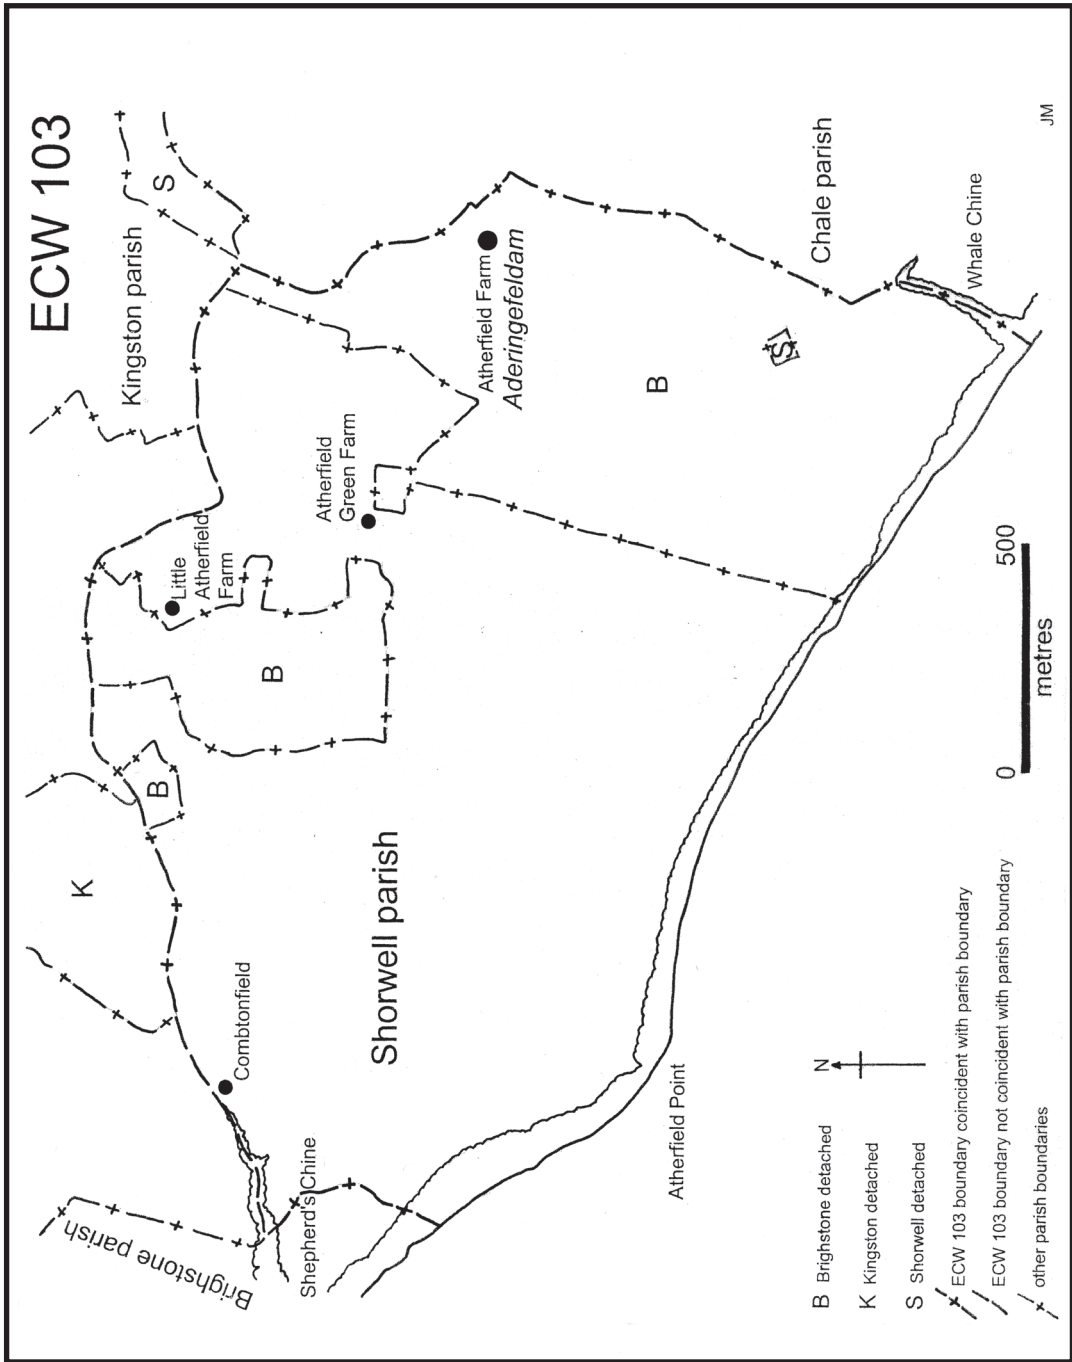 ECW 103
Kingston parish
S
Little
Atherfield
Farm
Atherfield
Green Farm
Atherfield Farm
Aderingefeldam
B
B
K
B
S
Chale parish
Whale Chine
Combtonfield
Shorwell parish
Brighstone parish
Shepherd's Chine
Atherfield Point
N
B Brighstone detached
K Kingston detached
S Shorwell detached
ECW 103 boundary coincident with parish boundary
ECW 103 boundary not coincident with parish boundary
other parish boundaries
0 500
metres
JM